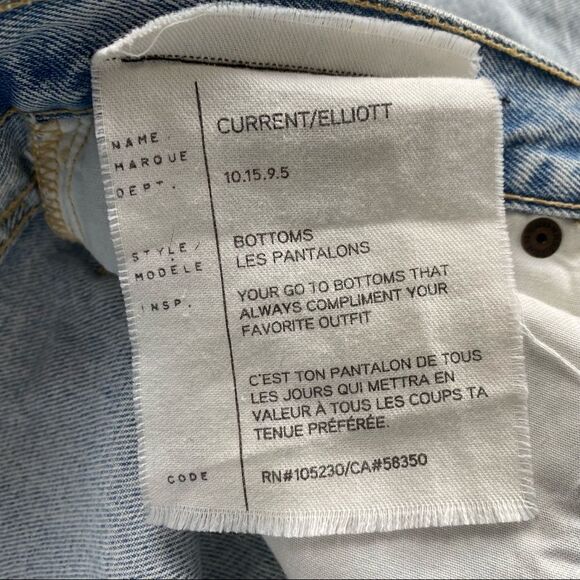 NAME
MARQUE
CURRENT/ELLIOTT
DEPT.
10.15.9.5
STYLE/
MODÈLE
BOTTOMS
LES PANTALONS
INSP.
YOUR GO TO BOTTOMS THAT
ALWAYS COMPLIMENT YOUR
FAVORITE OUTFIT
C'EST TON PANTALON DE TOUS
LES JOURS QUI METTRA EN
VALEUR À TOUS LES COUPS TA
TENUE PRÉFÉRÉE.
CODE
RN#105230/CA#58350